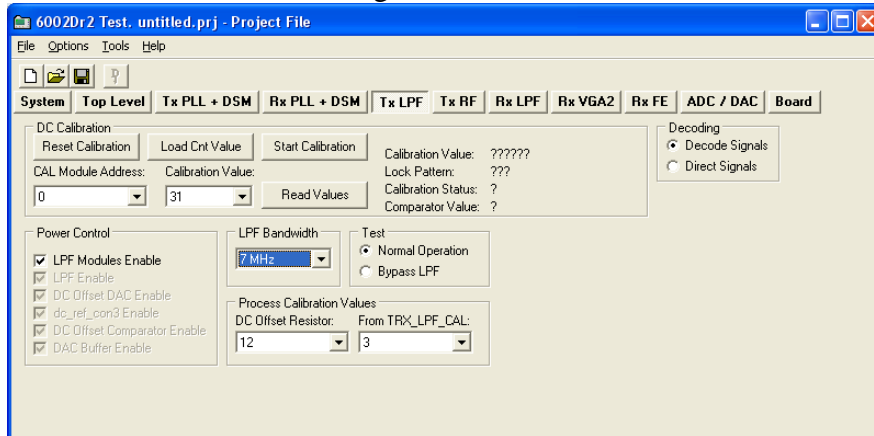 6002Dr2 Test. untitled.prj - Project File
File Options Tools Help
System Top Level Tx PLL + DSM Rx PLL + DSM Tx LPF Tx RF Rx LPF Rx VGA2 Rx FE ADC / DAC Board
DC Calibration
Reset Calibration Load Cnt Value Start Calibration
CAL Module Address: Calibration Value:
0 31 Read Values
Calibration Value: ??????
Lock Pattern: ???
Calibration Status: ?
Comparator Value: ?
Decoding
Decode Signals
Direct Signals
Power Control
LPF Modules Enable
LPF Enable
DC Offset DAC Enable
dc_ref_con3 Enable
DC Offset Comparator Enable
DAC Buffer Enable
LPF Bandwidth
7 MHz
Test
Normal Operation
Bypass LPF
Process Calibration Values
DC Offset Resistor: From TRX_LPF_CAL:
12 3